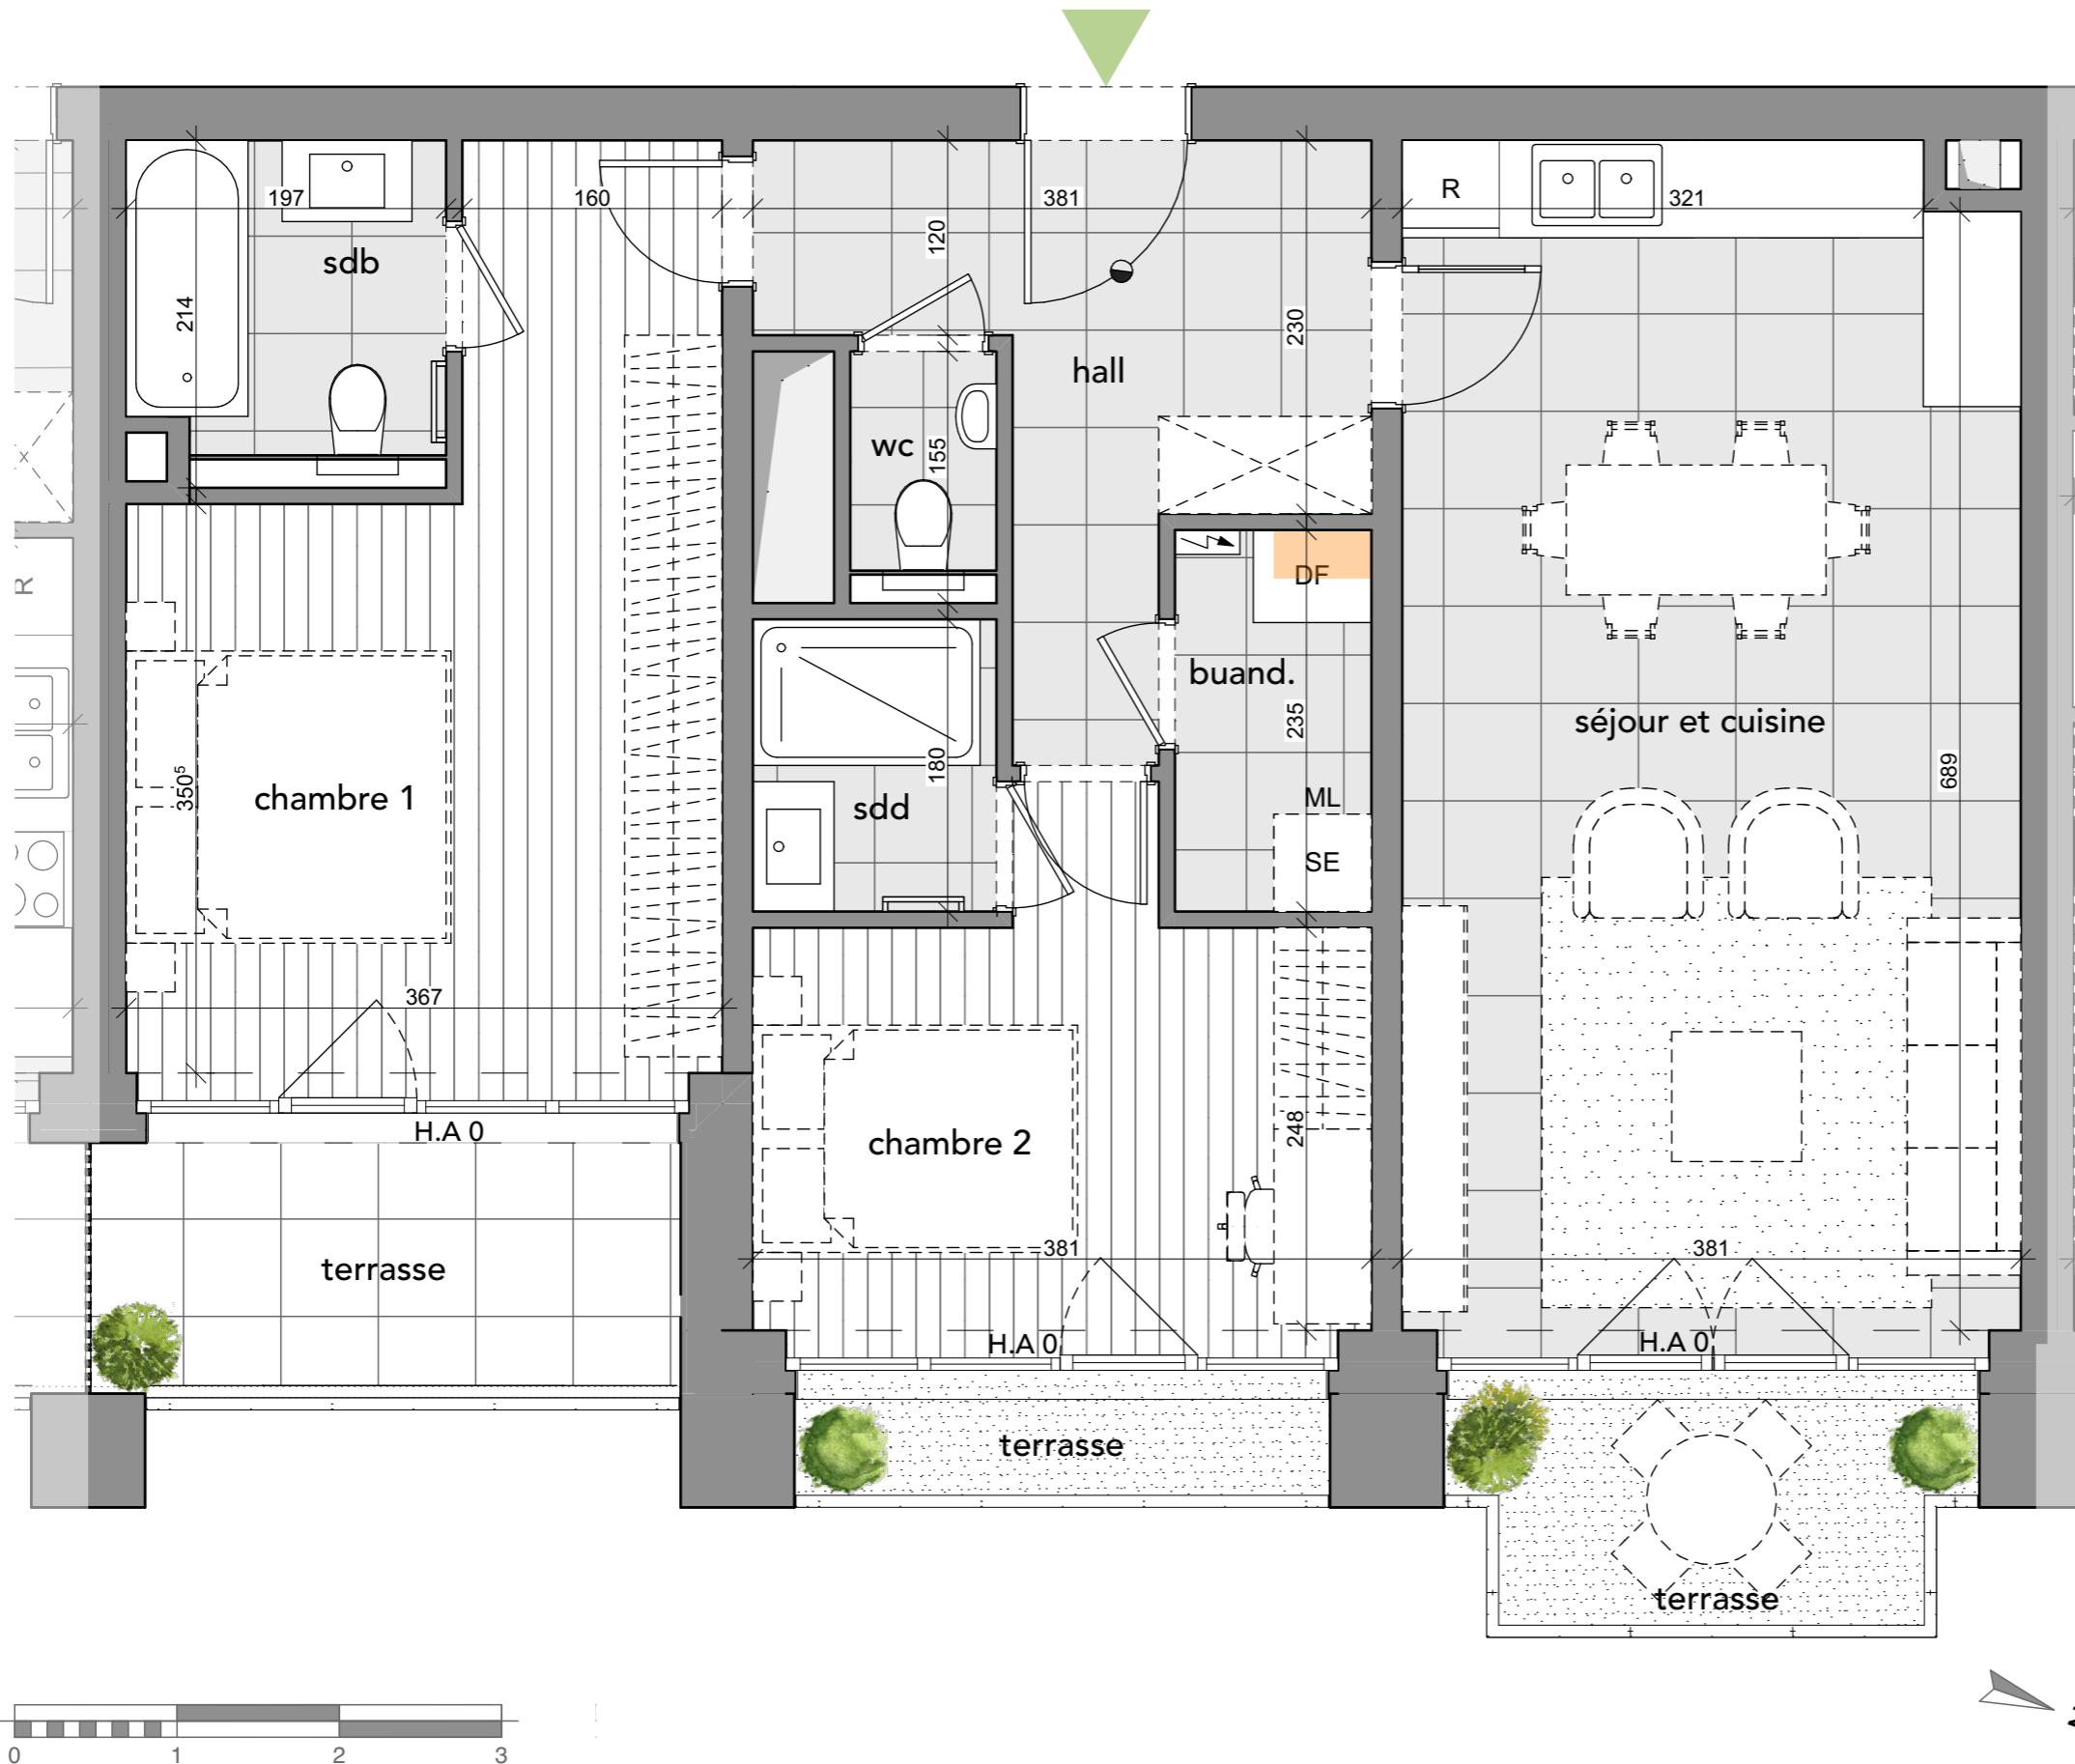 197
160
381
321
R
sdb
120
214
230
hall
wc
155
R
DF
buand.
235
séjour et cuisine
689
350⁵
chambre 1
180
sdd
ML
SE
367
H.A 0
chambre 2
248
381
381
terrasse
H.A 0
H.A 0
terrasse
terrasse
0 1 2 3